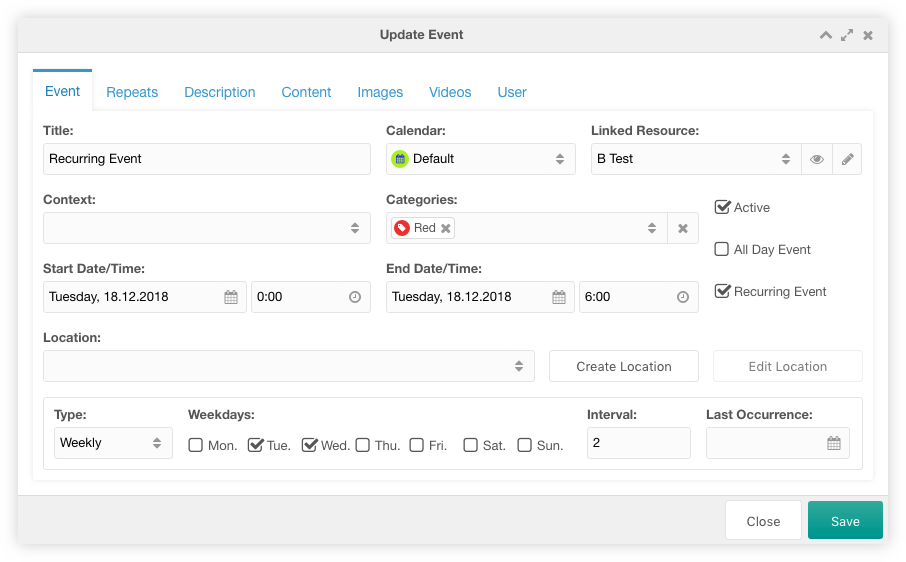 Update Event
Event Repeats Description Content Images Videos User
Title: Calendar: Linked Resource:
Recurring Event Default B Test
Context: Categories:
Red Active
All Day Event
Start Date/Time: End Date/Time:
Tuesday, 18.12.2018 0:00 Tuesday, 18.12.2018 6:00 Recurring Event
Location:
Create Location Edit Location
Type: Weekdays: Interval: Last Occurrence:
Weekly Mon. Tue. Wed. Thu. Fri. Sat. Sun. 2
Close Save